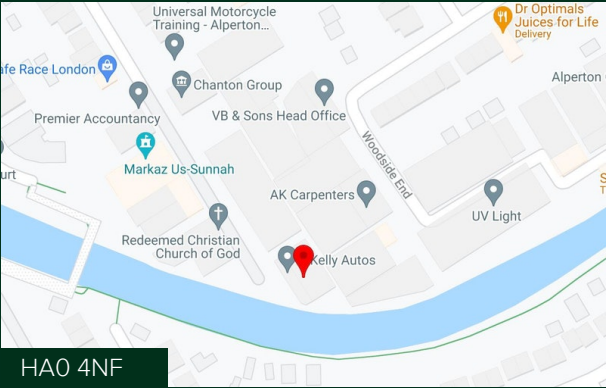 Universal Motorcycle
Training - Alperton...
Dr Optimals
Juices for Life
Delivery
afe Race London
Chanton Group
Alperton
Premier Accountancy
VB & Sons Head Office
Woodside End
Markaz Us-Sunnah
urt
AK Carpenters
UV Light
S
T
Redeemed Christian
Church of God
Kelly Autos
HA0 4NF